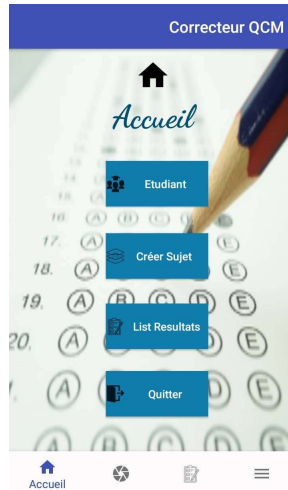 Correcteur QCM
Accueil
Etudiant
16. A B C D
17. A E
Créer Sujet
18. A E
19. A B C D E
List Resultats
20. A E
Quitter
A D E
A B C D
Accueil